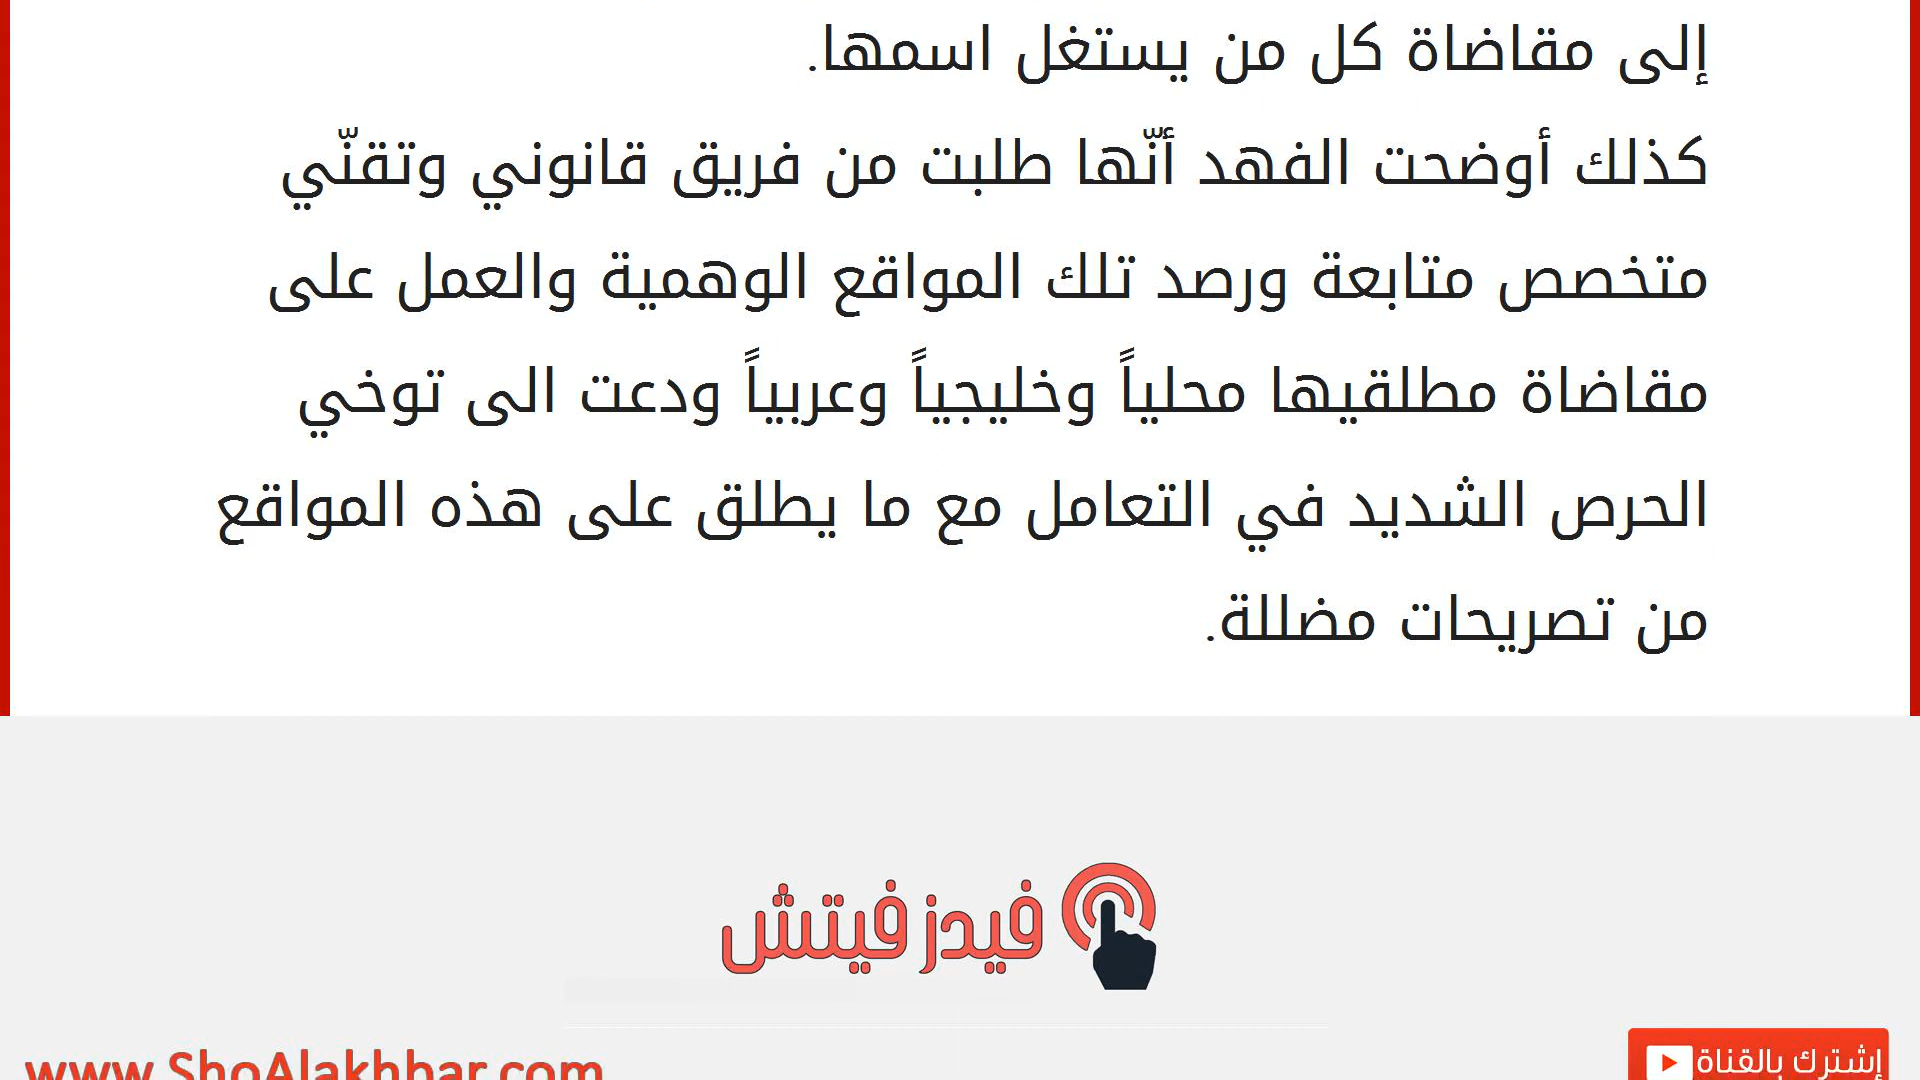 إلى مقاضاة كل من يستغل اسمها.
كذلك أوضحت الفهد أنّها طلبت من فريق قانوني وتقنّي
متخصص متابعة ورصد تلك المواقع الوهمية والعمل على
مقاضاة مطلقيها محلياً وخليجياً وعربياً ودعت الى توخي
الحرص الشديد في التعامل مع ما يطلق على هذه المواقع
من تصريحات مضللة.
فيدز فيتش
www.ShoAlakhbar.com
إشترك بالقناة